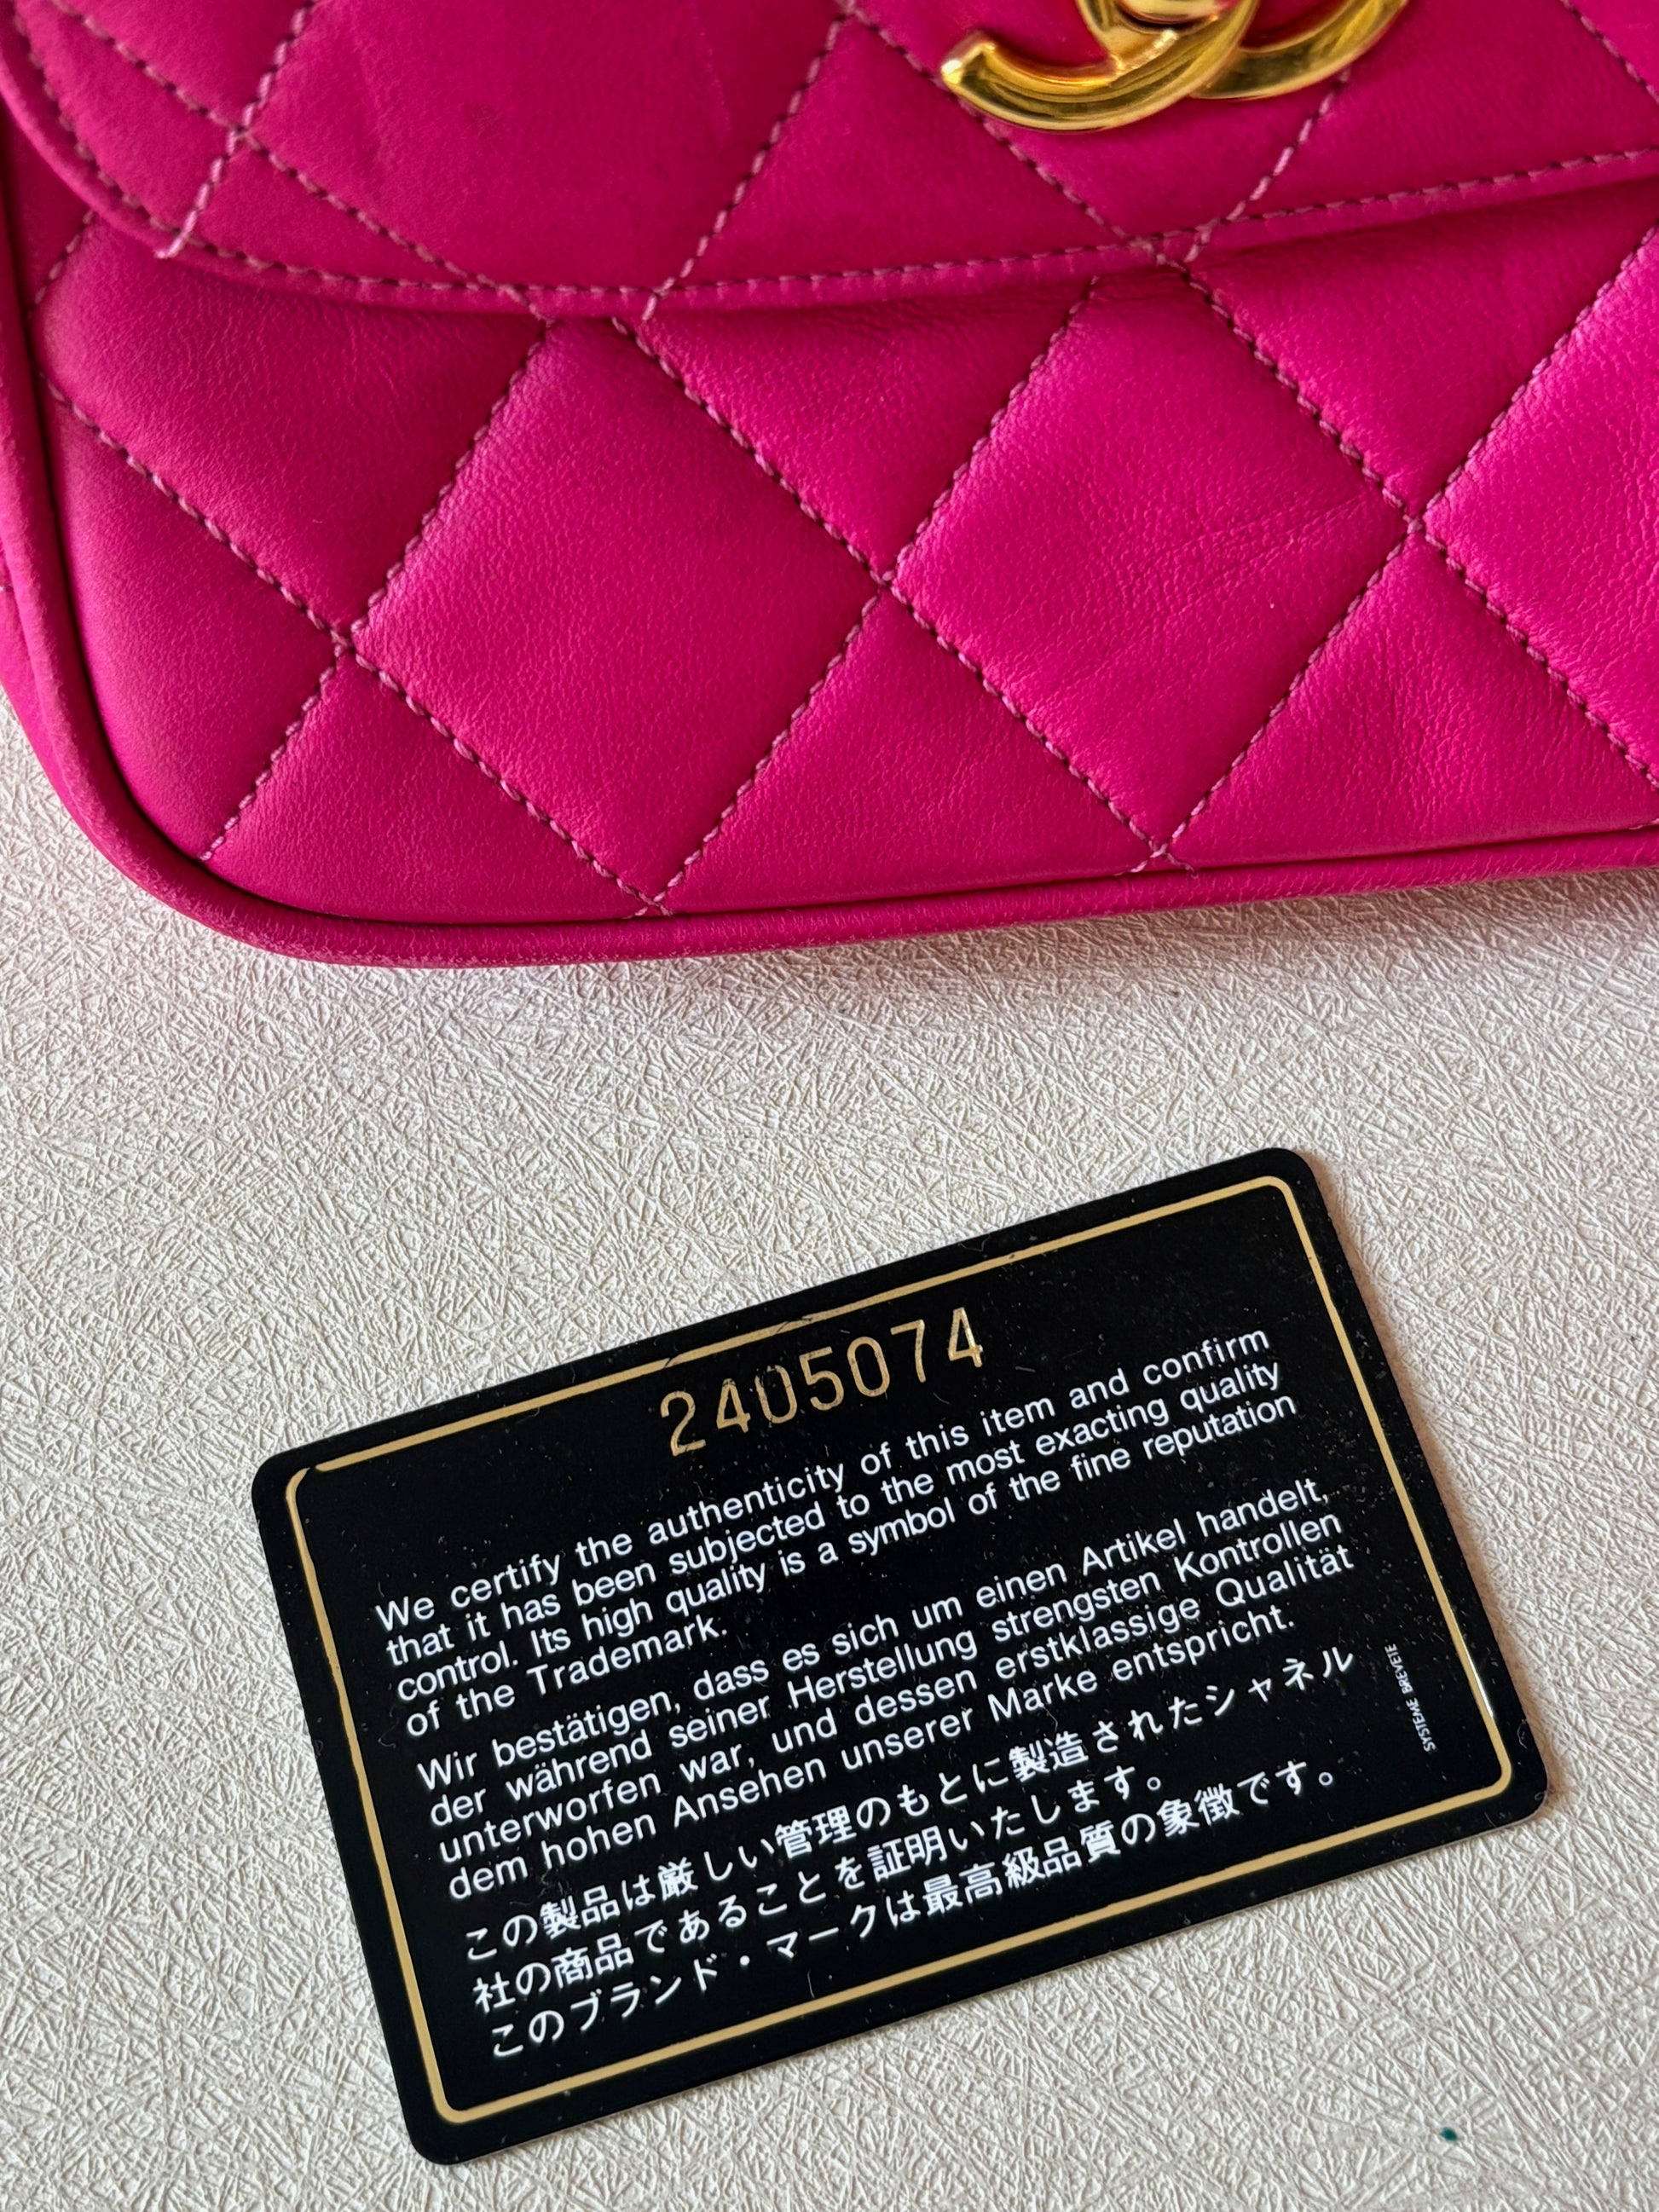 2405074
We certify the authenticity of this item and confirm
that it has been subjected to the most exacting quality
control. Its high quality is a symbol of the fine reputation
of the Trademark.
Wir bestätigen, dass es sich um einen Artikel handelt,
der während seiner Herstellung strengsten Kontrollen
unterworfen war, und dessen erstklassige Qualität
dem hohen Ansehen unserer Marke entspricht.
この製品は厳しい管理のもとに製造されたシャネル
社の商品であることを証明いたします。
このブランド・マークは最高級品質の象徴です。
SYSTEME BREVETE